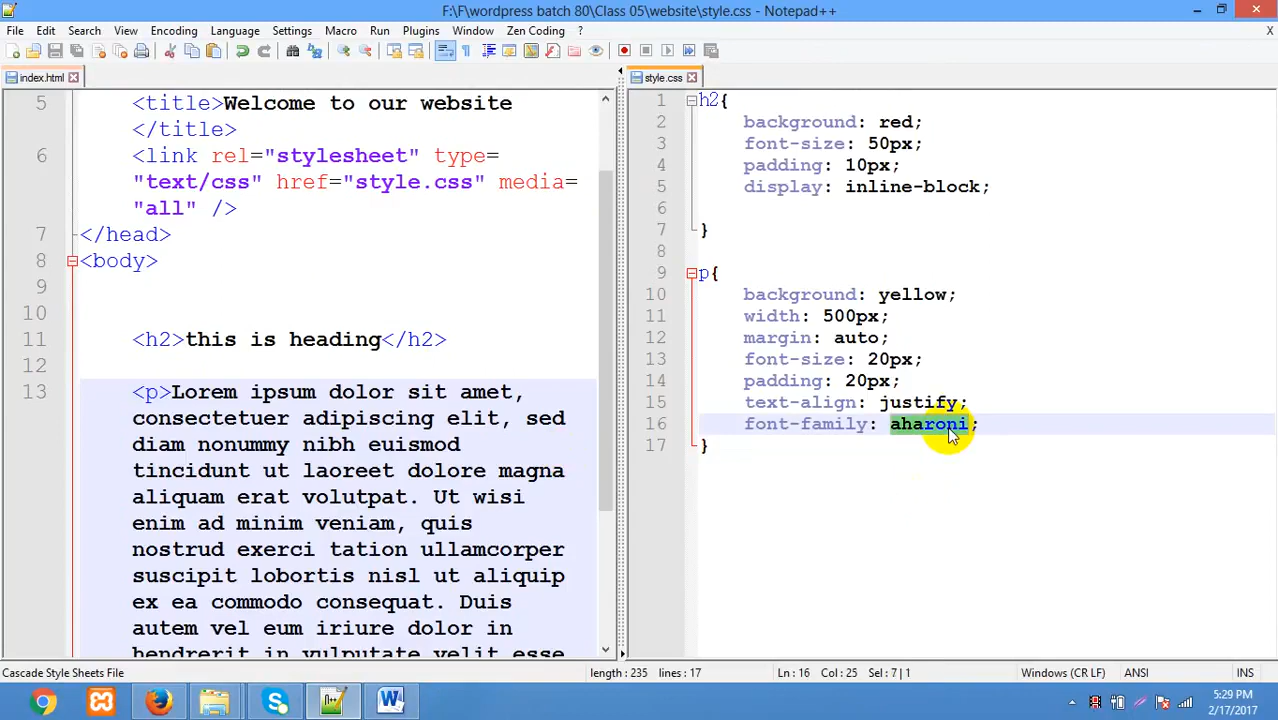 F:\F\wordpress batch 80\Class 05\website\style.css - Notepad++
File Edit Search View Encoding Language Settings Macro Run Plugins Window Zen Coding ? X
index.html
5 <title>Welcome to our website
</title>
6 <link rel="stylesheet" type=
"text/css" href="style.css" media=
"all" />
7 </head>
8 <body>
9
10
11 <h2>this is heading</h2>
12
13 <p>Lorem ipsum dolor sit amet,
consectetuer adipiscing elit, sed
diam nonummy nibh euismod
tincidunt ut laoreet dolore magna
aliquam erat volutpat. Ut wisi
enim ad minim veniam, quis
nostrud exerci tation ullamcorper
suscipit lobortis nisl ut aliquip
ex ea commodo consequat. Duis
autem vel eum iriure dolor in
hendrerit in vulputate velit esse
style.css
1 h2{
2 background: red;
3 font-size: 50px;
4 padding: 10px;
5 display: inline-block;
6
7 }
8
9 p{
10 background: yellow;
11 width: 500px;
12 margin: auto;
13 font-size: 20px;
14 padding: 20px;
15 text-align: justify;
16 font-family: aharoni;
17 }
Cascade Style Sheets File length : 235 lines : 17 Ln : 16 Col : 25 Sel : 7 | 1 Windows (CR LF) ANSI INS
5:29 PM
2/17/2017